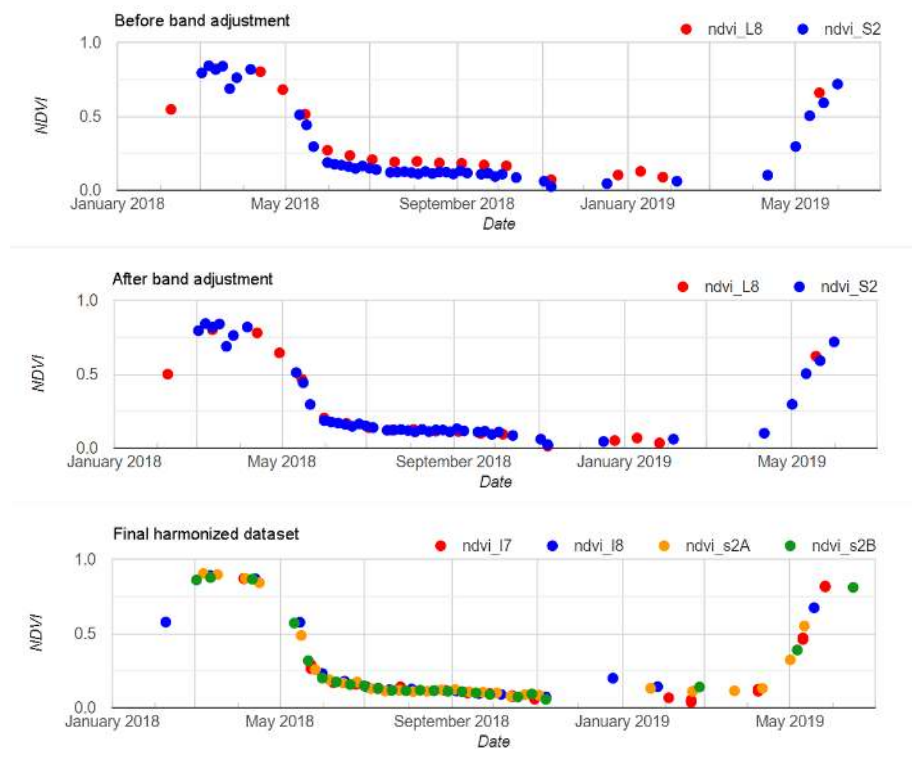 Before band adjustment
ndvi_L8 ndvi_S2
1.0
NDVI
0.5
0.0
January 2018 May 2018 September 2018 January 2019 May 2019
Date
After band adjustment
ndvi_L8 ndvi_S2
1.0
NDVI
0.5
0.0
January 2018 May 2018 September 2018 January 2019 May 2019
Date
Final harmonized dataset
ndvi_l7 ndvi_l8 ndvi_s2A ndvi_s2B
1.0
NDVI
0.5
0.0
January 2018 May 2018 September 2018 January 2019 May 2019
Date